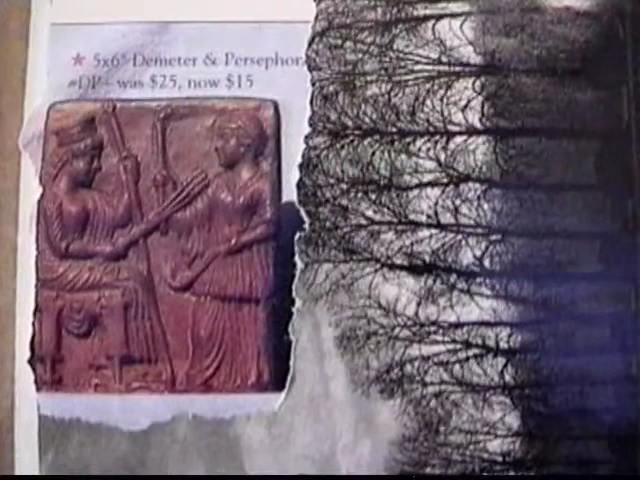 ★ 5x6" Demeter & Persephon
#DP - was $25, now $15